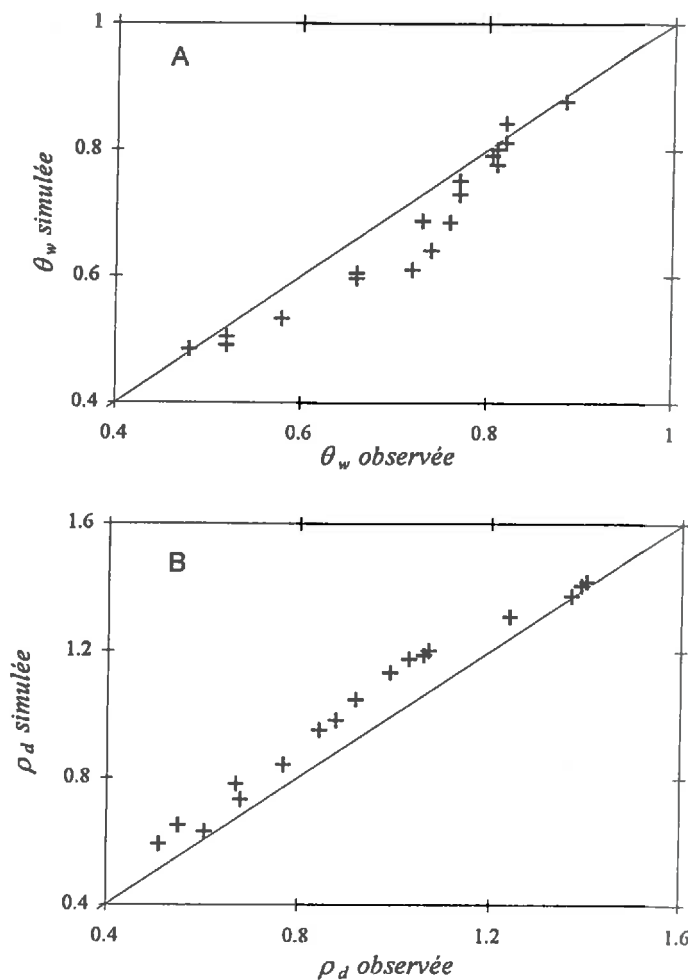 1
A
0.8
θw simulée
0.6
0.4
0.4 0.6 0.8 1
θw observée
1.6
B
1.2
ρd simulée
0.8
0.4
0.4 0.8 1.2 1.6
ρd observée